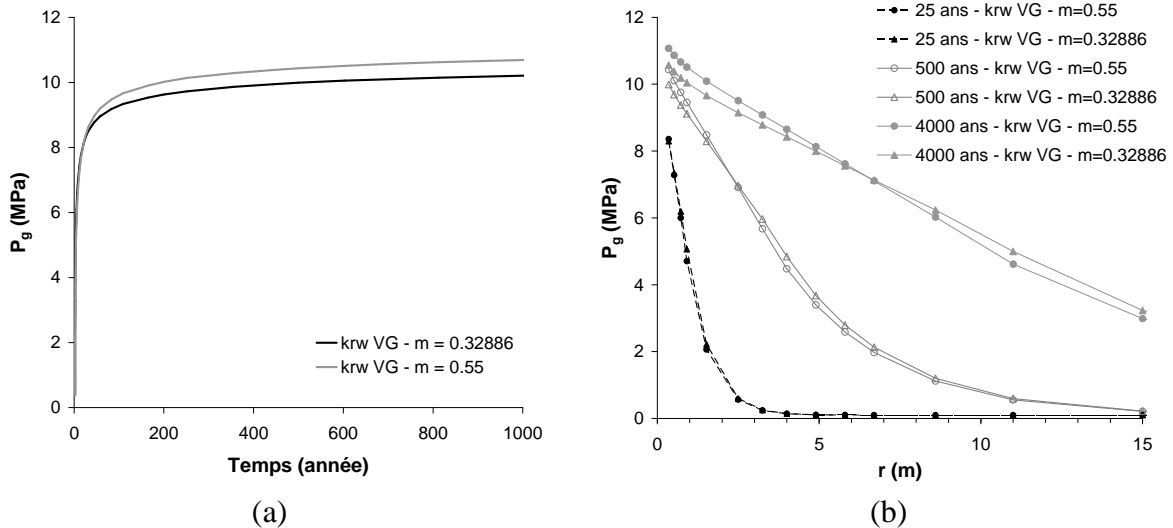 12
10
8
6
4
2
0
P_g (MPa)
0
200
400
600
800
1000
Temps (année)
krw VG - m = 0.32886
krw VG - m = 0.55
(a)
12
10
8
6
4
2
0
P_g (MPa)
0
5
10
15
r (m)
25 ans - krw VG - m=0.55
25 ans - krw VG - m=0.32886
500 ans - krw VG - m=0.55
500 ans - krw VG - m=0.32886
4000 ans - krw VG - m=0.55
4000 ans - krw VG - m=0.32886
(b)